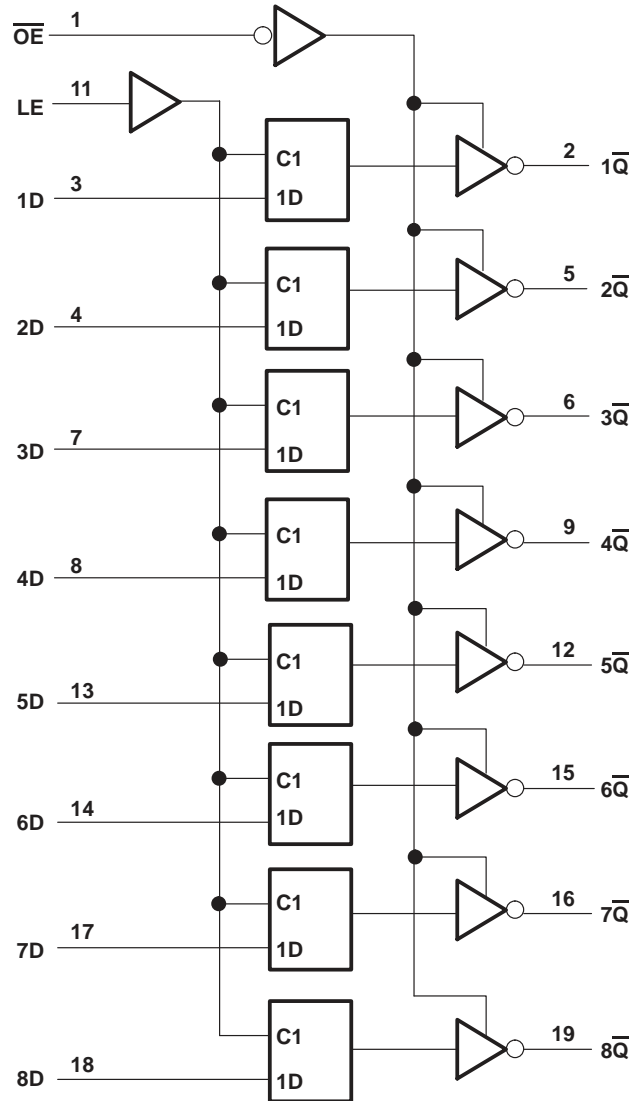 O̅E̅ 1
LE 11
C1
1D 3 1D 2 1Q̅
C1
2D 4 1D 5 2Q̅
C1
3D 7 1D 6 3Q̅
C1
4D 8 1D 9 4Q̅
C1
5D 13 1D 12 5Q̅
C1
6D 14 1D 15 6Q̅
C1
7D 17 1D 16 7Q̅
C1
8D 18 1D 19 8Q̅